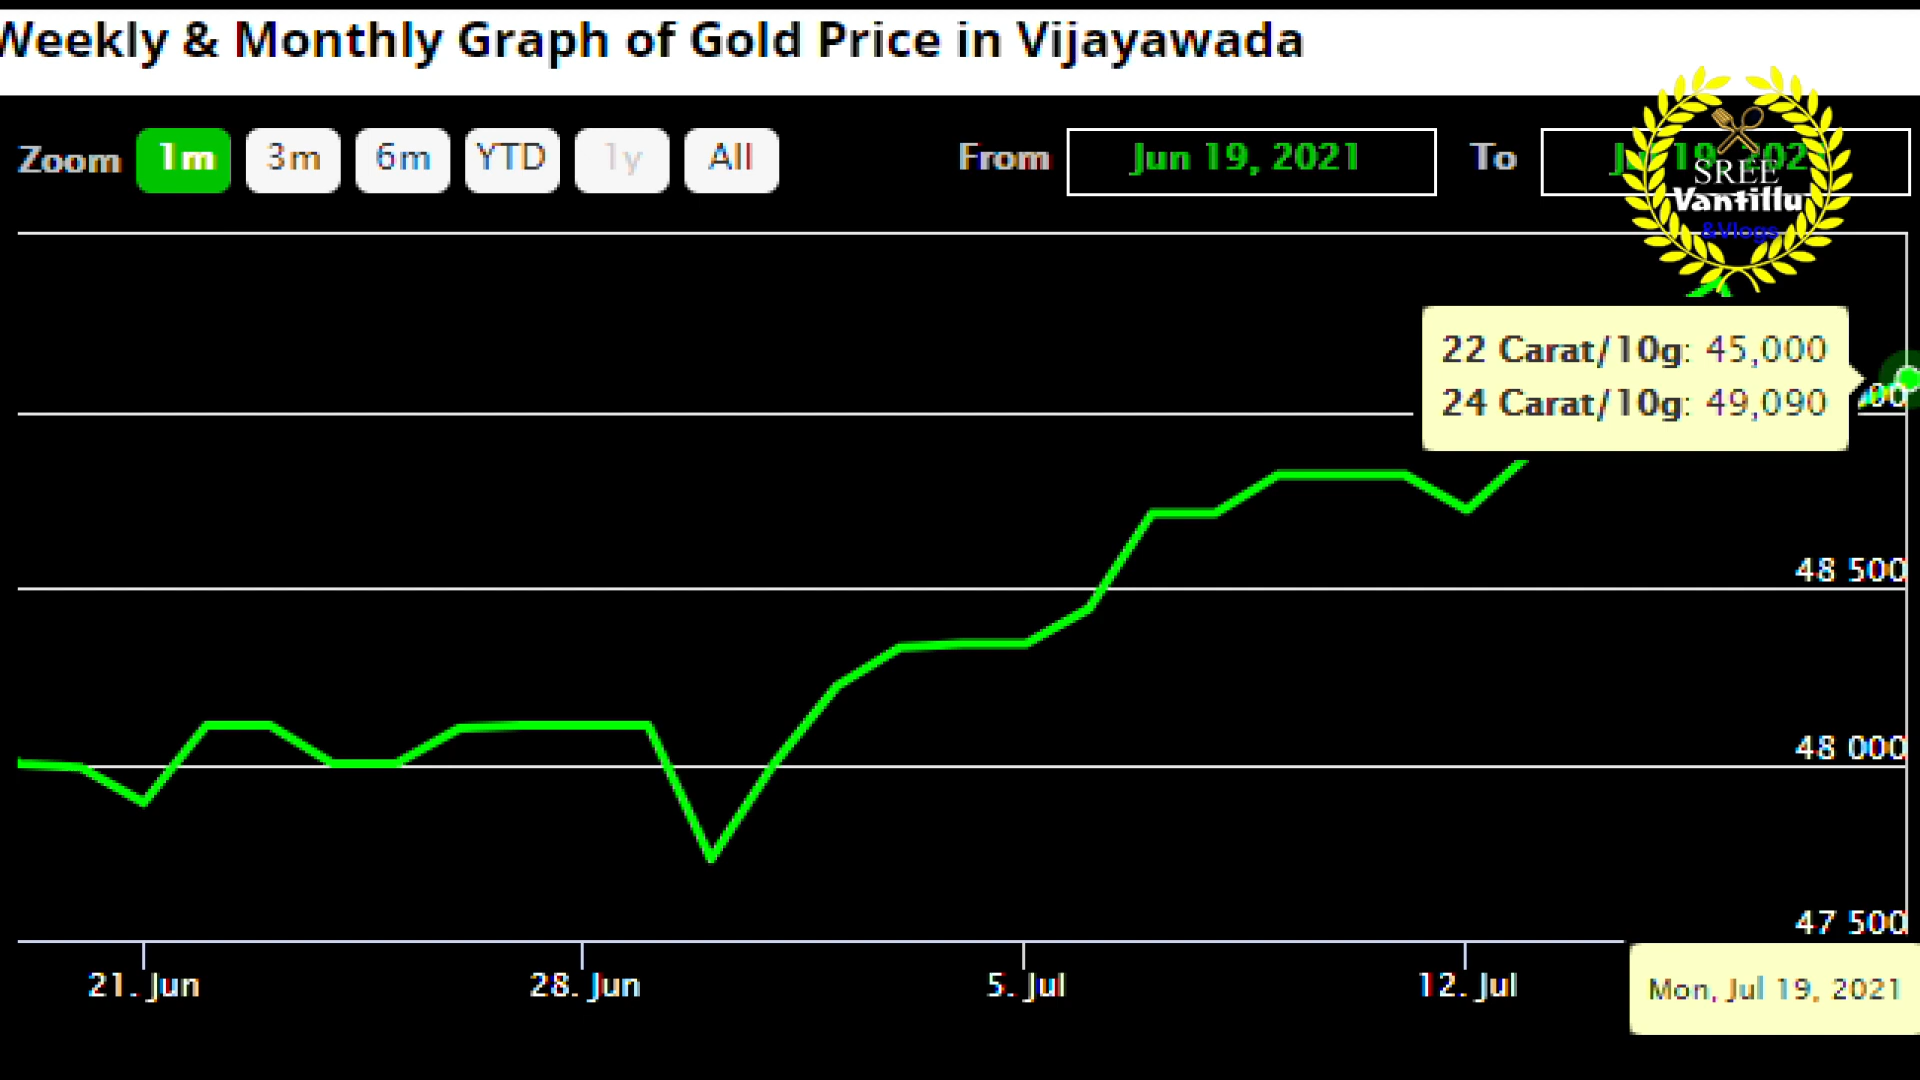 Weekly & Monthly Graph of Gold Price in Vijayawada
Zoom 1m 3m 6m YTD 1y All From Jun 19, 2021 To
SREE
Vantillu
&Vlogs
22 Carat/10g: 45,000
24 Carat/10g: 49,090
48 500
48 000
47 500
21. Jun 28. Jun 5. Jul 12. Jul
Mon, Jul 19, 2021